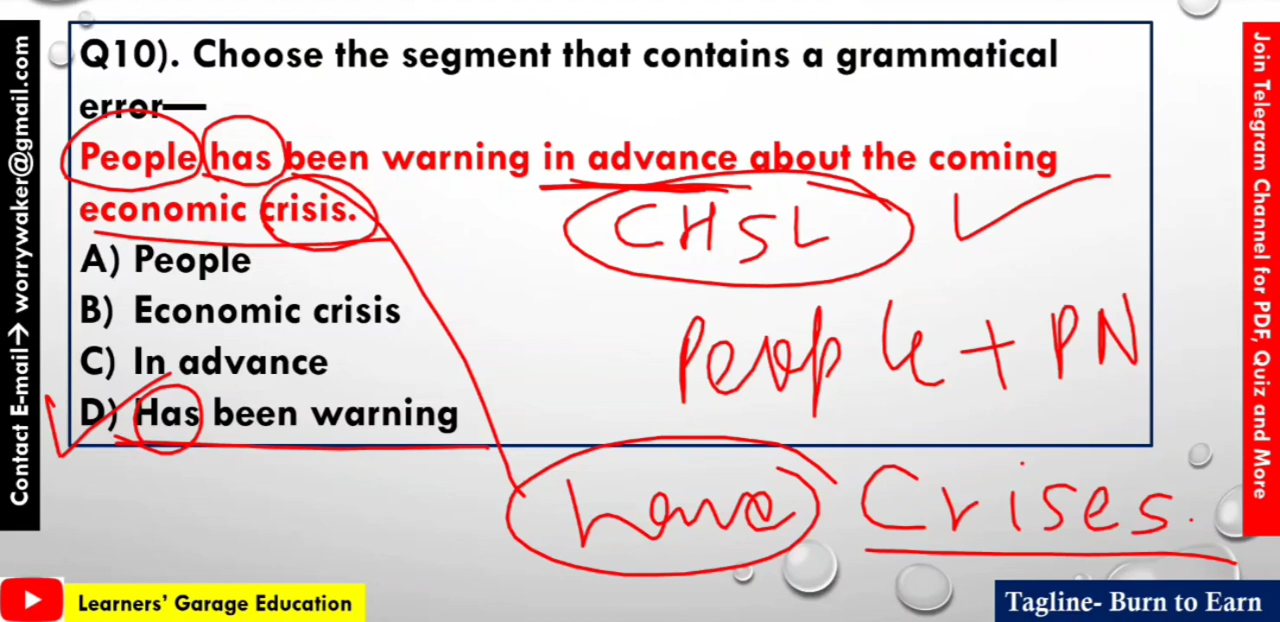 Q10). Choose the segment that contains a grammatical
error—
People has been warning in advance about the coming
economic crisis.
CHSL
A) People
B) Economic crisis
People + PN
C) In advance
D) Has been warning
have
Crises.
Contact E-mail→ worrywaker@gmail.com
Join Telegram Channel for PDF, Quiz and More
Learners’ Garage Education
Tagline- Burn to Earn